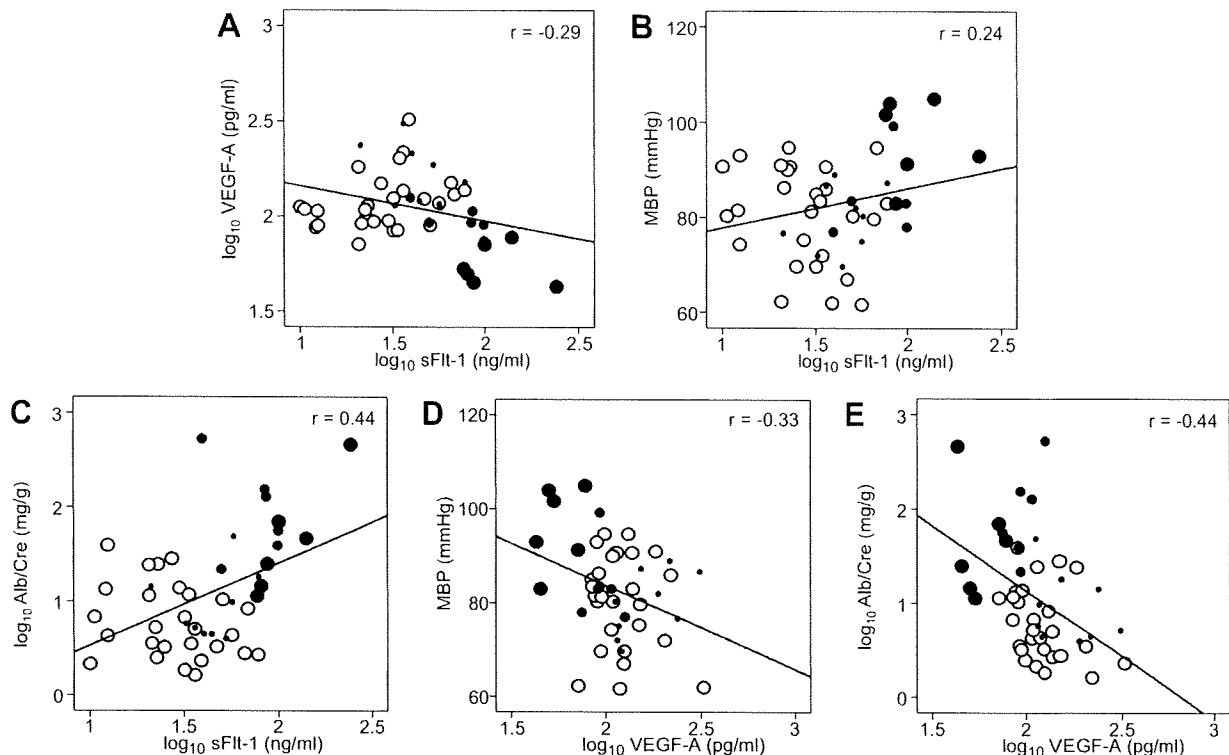 A
r = -0.29
3
2.5
2
1.5
log10 VEGF-A (pg/ml)
1 1.5 2 2.5
log10 sFlt-1 (ng/ml)
B
r = 0.24
120
100
80
60
MBP (mmHg)
1 1.5 2 2.5
log10 sFlt-1 (ng/ml)
C
r = 0.44
3
2
1
0
log10 Alb/Cre (mg/g)
1 1.5 2 2.5
log10 sFlt-1 (ng/ml)
D
r = -0.33
120
100
80
60
MBP (mmHg)
1.5 2 2.5 3
log10 VEGF-A (pg/ml)
E
r = -0.44
3
2
1
0
log10 Alb/Cre (mg/g)
1.5 2 2.5 3
log10 VEGF-A (pg/ml)